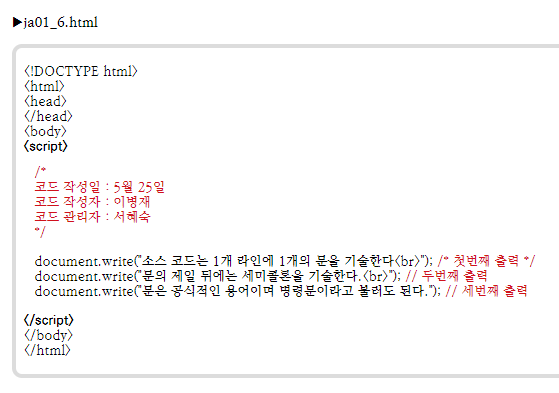 ▶ja01_6.html
<!DOCTYPE html>
<html>
<head>
</head>
<body>
<script>
/*
코드 작성일 : 5월 25일
코드 작성자 : 이병재
코드 관리자 : 서혜숙
*/
document.write("소스 코드는 1개 라인에 1개의 문을 기술한다<br>"); /* 첫번째 출력 */
document.write("문의 제일 뒤에는 세미콜론을 기술한다.<br>"); // 두번째 출력
document.write("문은 공식적인 용어이며 명령문이라고 불러도 된다."); // 세번째 출력
</script>
</body>
</html>